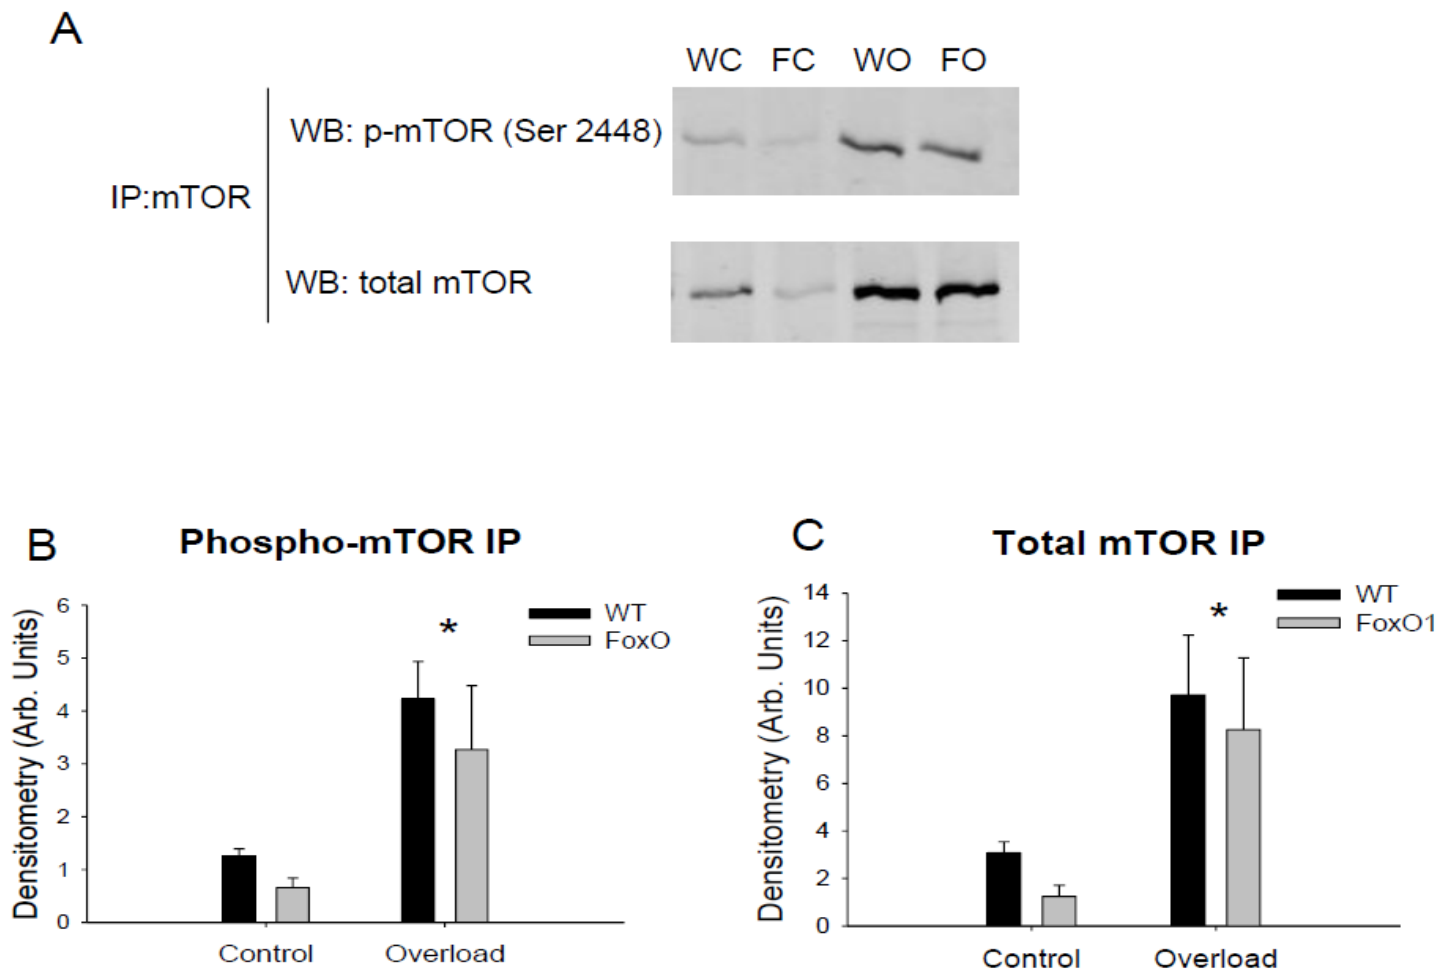 A
WC FC WO FO
WB: p-mTOR (Ser 2448)
IP:mTOR
WB: total mTOR
B
Phospho-mTOR IP
Densitometry (Arb. Units)
6
5
4
3
2
1
0
WT
FoxO
*
Control Overload
C
Total mTOR IP
Densitometry (Arb. Units)
14
12
10
8
6
4
2
0
WT
FoxO1
*
Control Overload